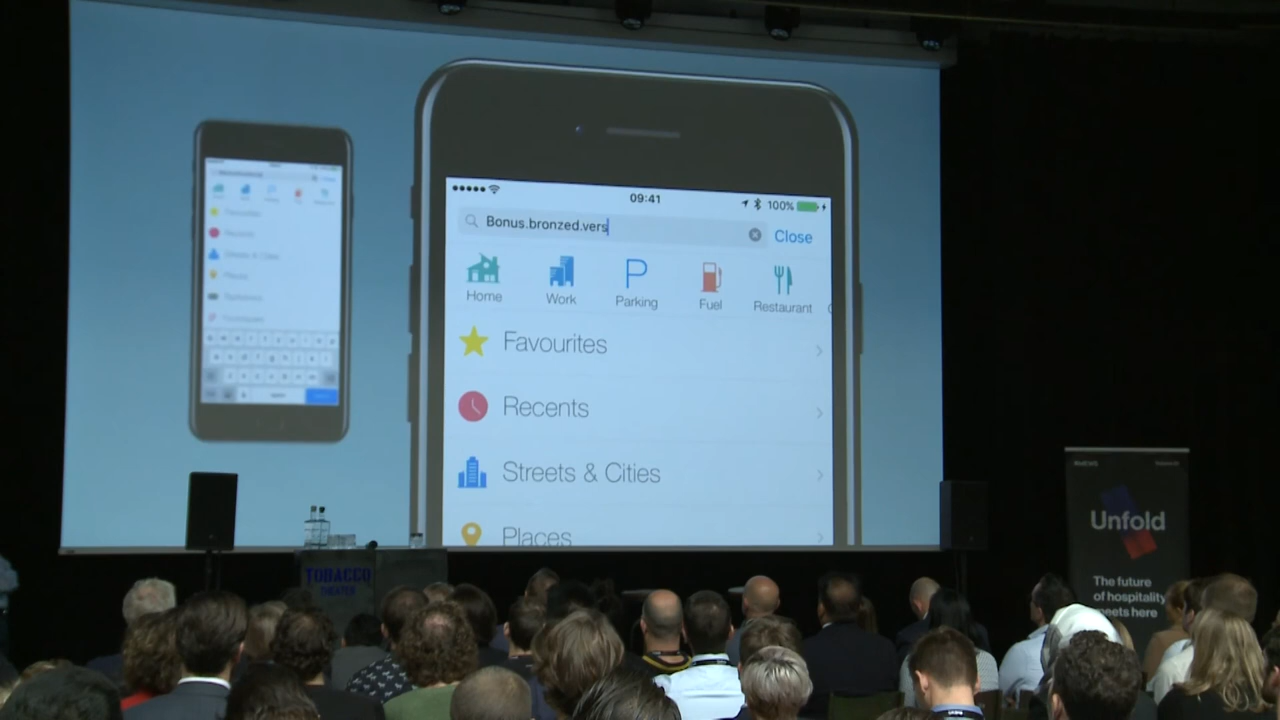 09:41
100%
Bonus.bronzed.vers
Close
Home
Work
Parking
Fuel
Restaurant
Favourites
Recents
Streets & Cities
Places
TOBACCO
THEATER
Unfold
The future
of hospitality
meets here